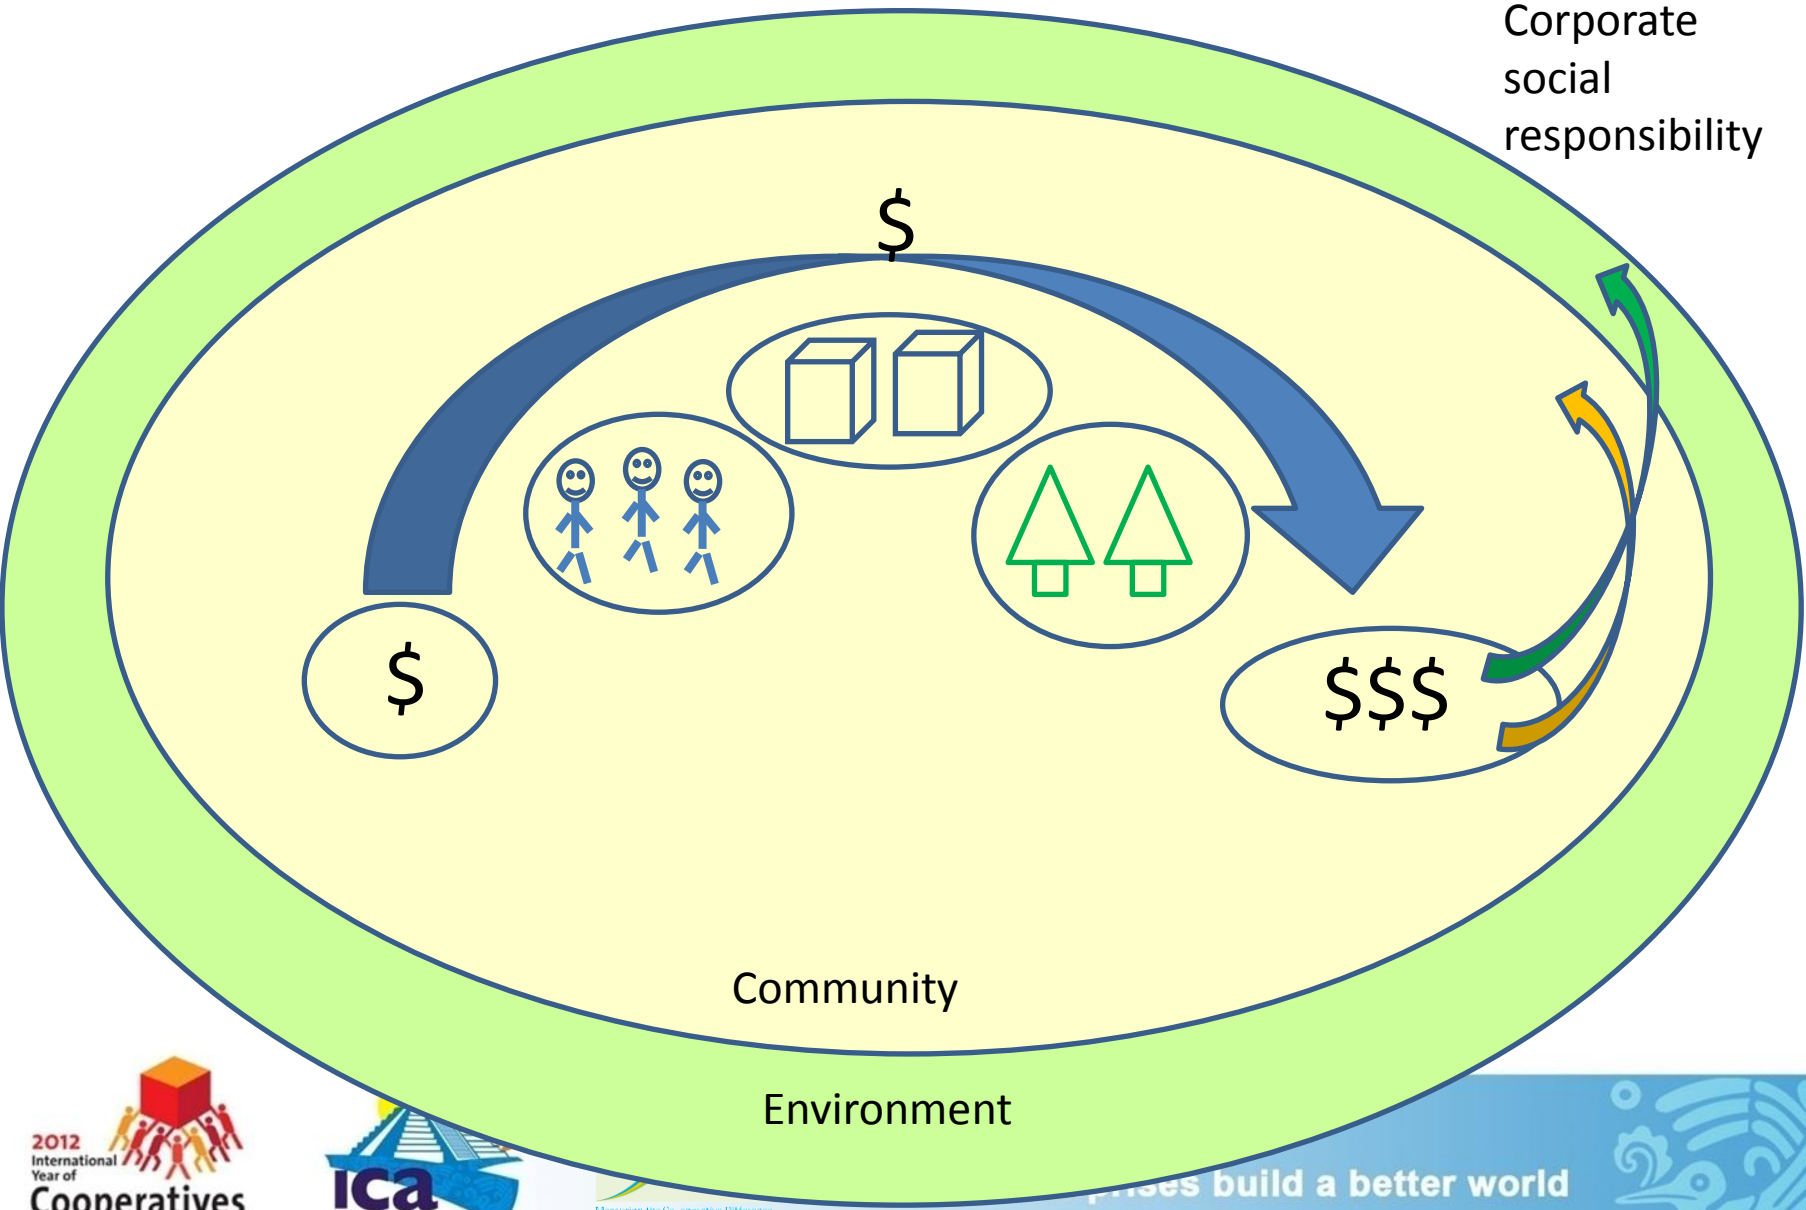 Corporate
social
responsibility
$
$
$$$
Community
Environment
2012
International
Year of
Cooperatives
ica
build a better world